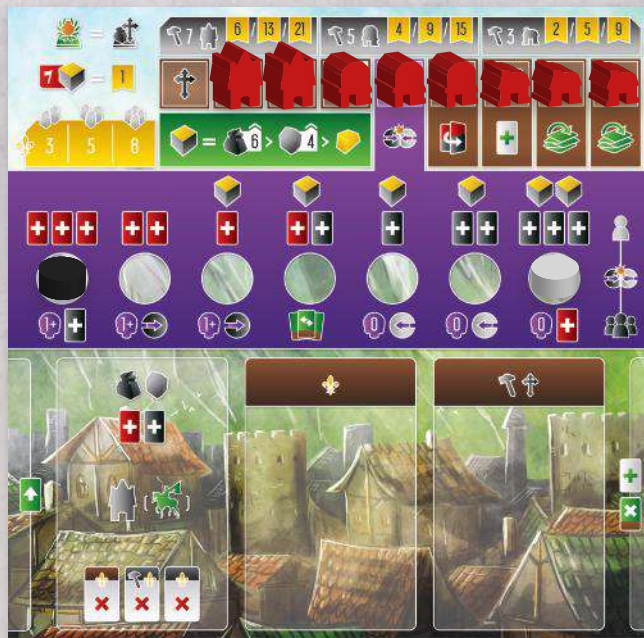 = 7 6 / 13 / 21 5 4 / 9 / 15 3 2 / 5 / 9
= 1
3 5 8 = 6 > 4 >
+ + + + + + + + + + + + + +
1+ + 1+ 1+ 0 0 0 +
+ +
+